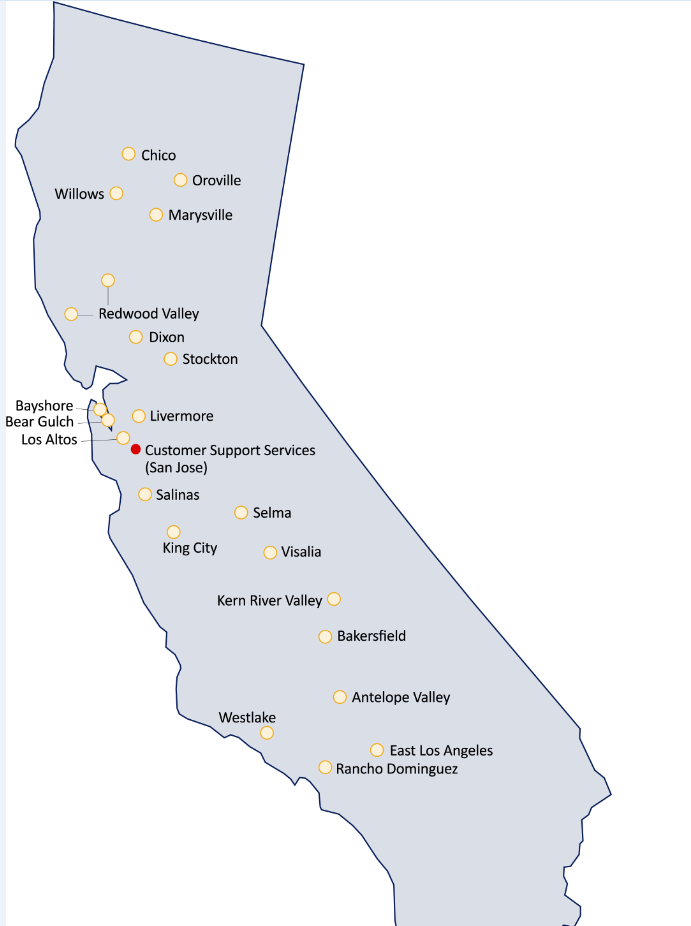 Chico
Oroville
Willows
Marysville
Redwood Valley
Dixon
Stockton
Bayshore
Bear Gulch
Livermore
Los Altos
Customer Support Services
(San Jose)
Salinas
Selma
King City
Visalia
Kern River Valley
Bakersfield
Antelope Valley
Westlake
East Los Angeles
Rancho Dominguez